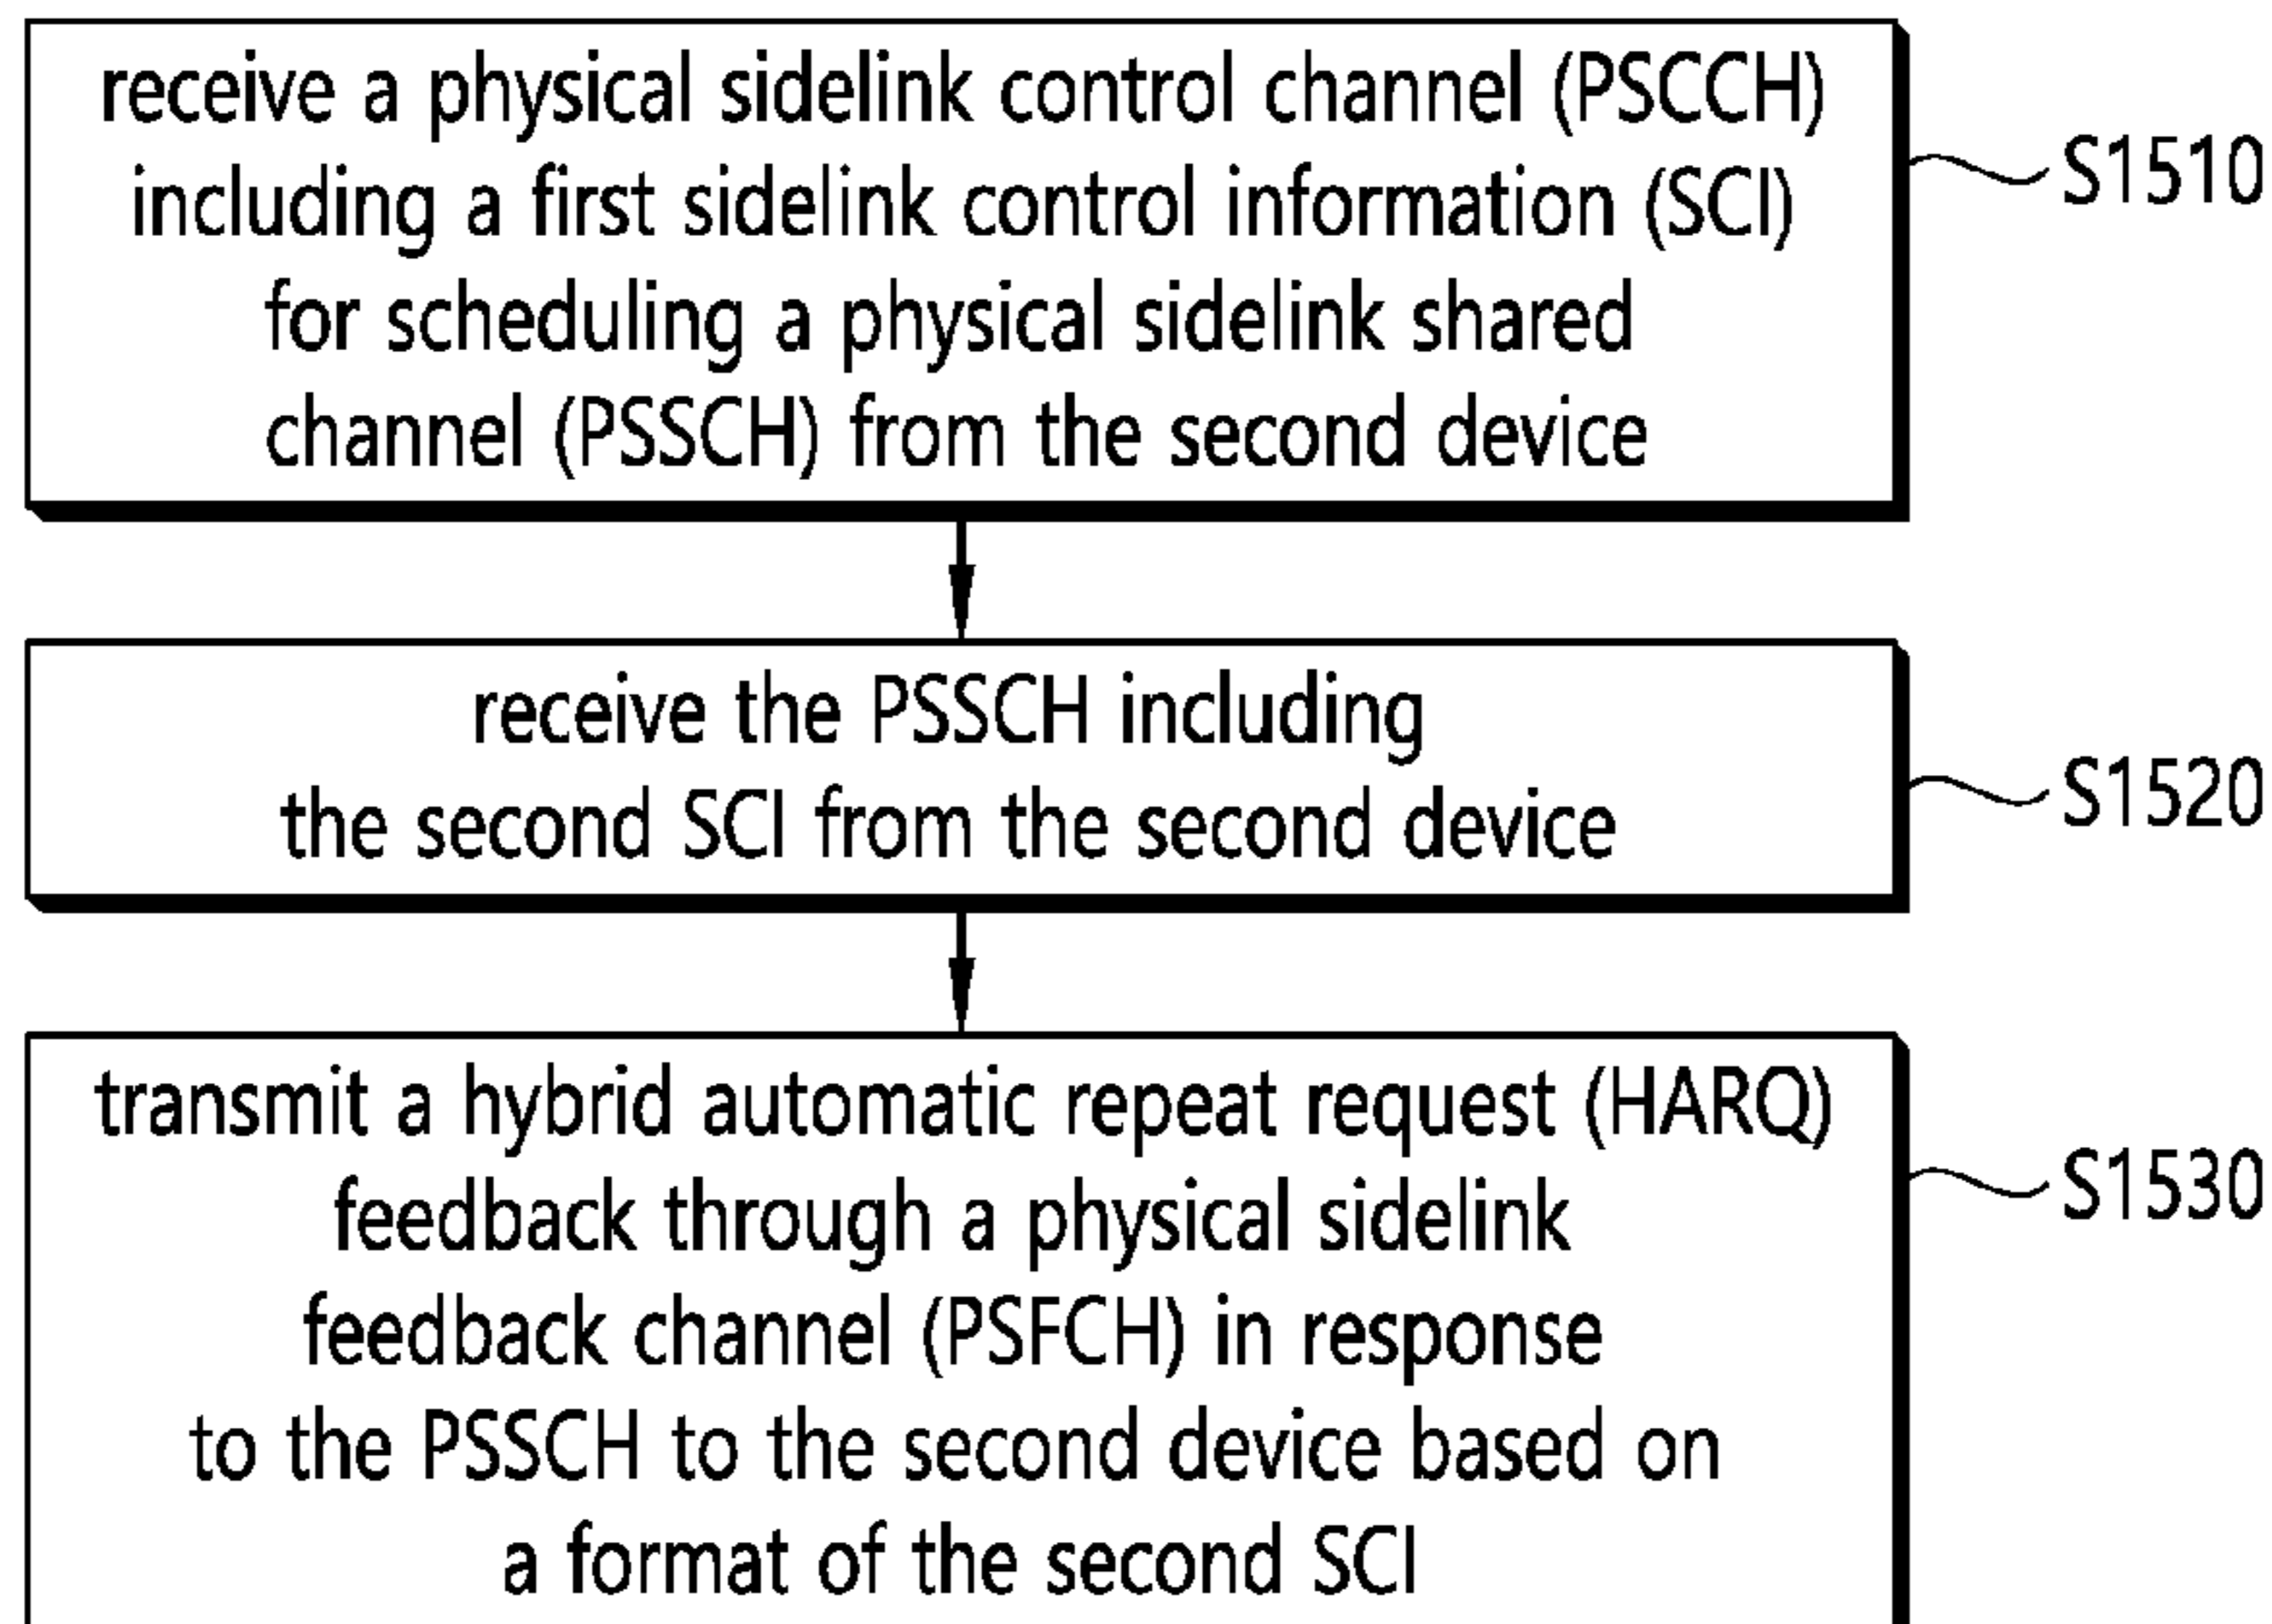 receive a physical sidelink control channel (PSCCH)
including a first sidelink control information (SCI)
for scheduling a physical sidelink shared
channel (PSSCH) from the second device
S1510
receive the PSSCH including
the second SCI from the second device
S1520
transmit a hybrid automatic repeat request (HARQ)
feedback through a physical sidelink
feedback channel (PSFCH) in response
to the PSSCH to the second device based on
a format of the second SCI
S1530